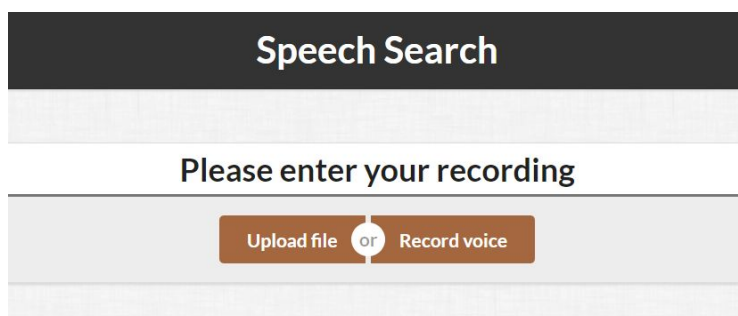 Speech Search
Please enter your recording
Upload file or Record voice